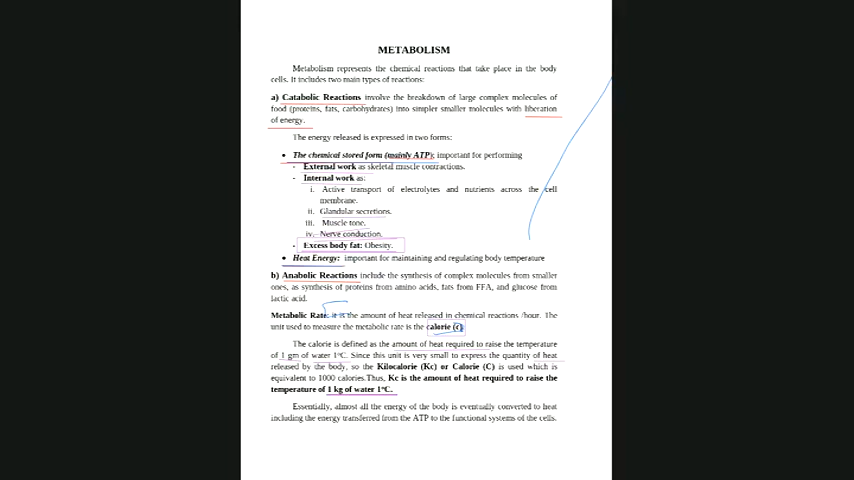 METABOLISM
Metabolism represents the chemical reactions that take place in the body
cells. It includes two main types of reactions:
a) Catabolic Reactions involve the breakdown of large complex molecules of
food (proteins, fats, carbohydrates) into simpler smaller molecules with liberation
of energy.
The energy released is expressed in two forms:
• The chemical stored form (mainly ATP); important for performing
- External work as skeletal muscle contractions.
- Internal work as:
i. Active transport of electrolytes and nutrients across the cell
membrane.
ii. Glandular secretions.
iii. Muscle tone.
iv. Nerve conduction.
- Excess body fat: Obesity.
• Heat Energy: important for maintaining and regulating body temperature
b) Anabolic Reactions include the synthesis of complex molecules from smaller
ones, as synthesis of proteins from amino acids, fats from FFA, and glucose from
lactic acid.
Metabolic Rate: it is the amount of heat released in chemical reactions /hour. The
unit used to measure the metabolic rate is the calorie (c).
The calorie is defined as the amount of heat required to raise the temperature
of 1 gm of water 1°C. Since this unit is very small to express the quantity of heat
released by the body, so the Kilocalorie (Kc) or Calorie (C) is used which is
equivalent to 1000 calories.Thus, Kc is the amount of heat required to raise the
temperature of 1 kg of water 1°C.
Essentially, almost all the energy of the body is eventually converted to heat
including the energy transferred from the ATP to the functional systems of the cells.